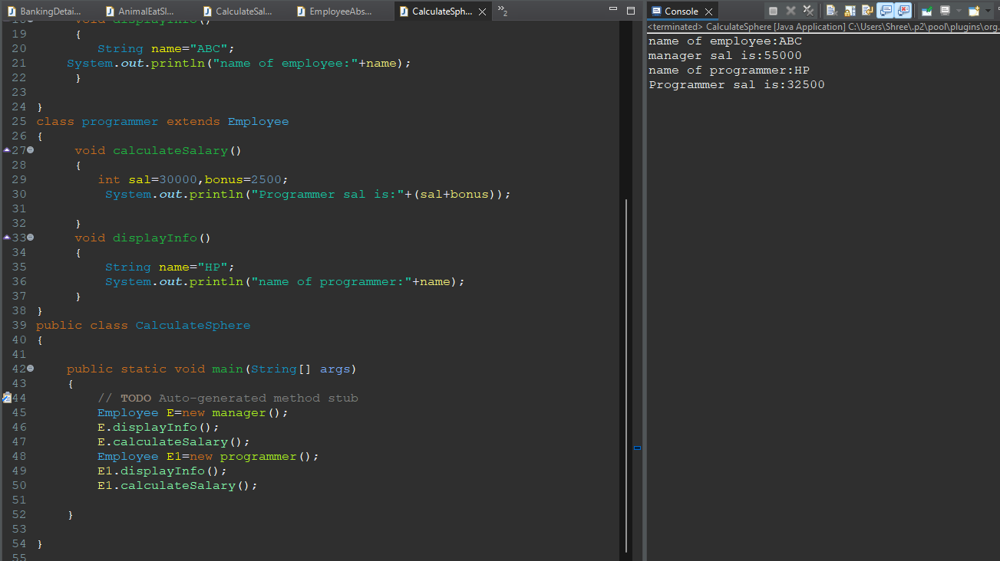 BankingDetai...
AnimalEatSl...
CalculateSal...
EmployeeAbs...
CalculateSph...
»2
18 void displayInfo()
19 {
20 String name="ABC";
21 System.out.println("name of employee:"+name);
22 }
23
24 }
25 class programmer extends Employee
26 {
27 void calculateSalary()
28 {
29 int sal=30000,bonus=2500;
30 System.out.println("Programmer sal is:"+(sal+bonus));
31
32 }
33 void displayInfo()
34 {
35 String name="HP";
36 System.out.println("name of programmer:"+name);
37 }
38 }
39 public class CalculateSphere
40 {
41
42 public static void main(String[] args)
43 {
44 // TODO Auto-generated method stub
45 Employee E=new manager();
46 E.displayInfo();
47 E.calculateSalary();
48 Employee E1=new programmer();
49 E1.displayInfo();
50 E1.calculateSalary();
51
52 }
53
54 }
55
Console
<terminated> CalculateSphere [Java Application] C:\Users\Shree\.p2\pool\plugins\org.
name of employee:ABC
manager sal is:55000
name of programmer:HP
Programmer sal is:32500